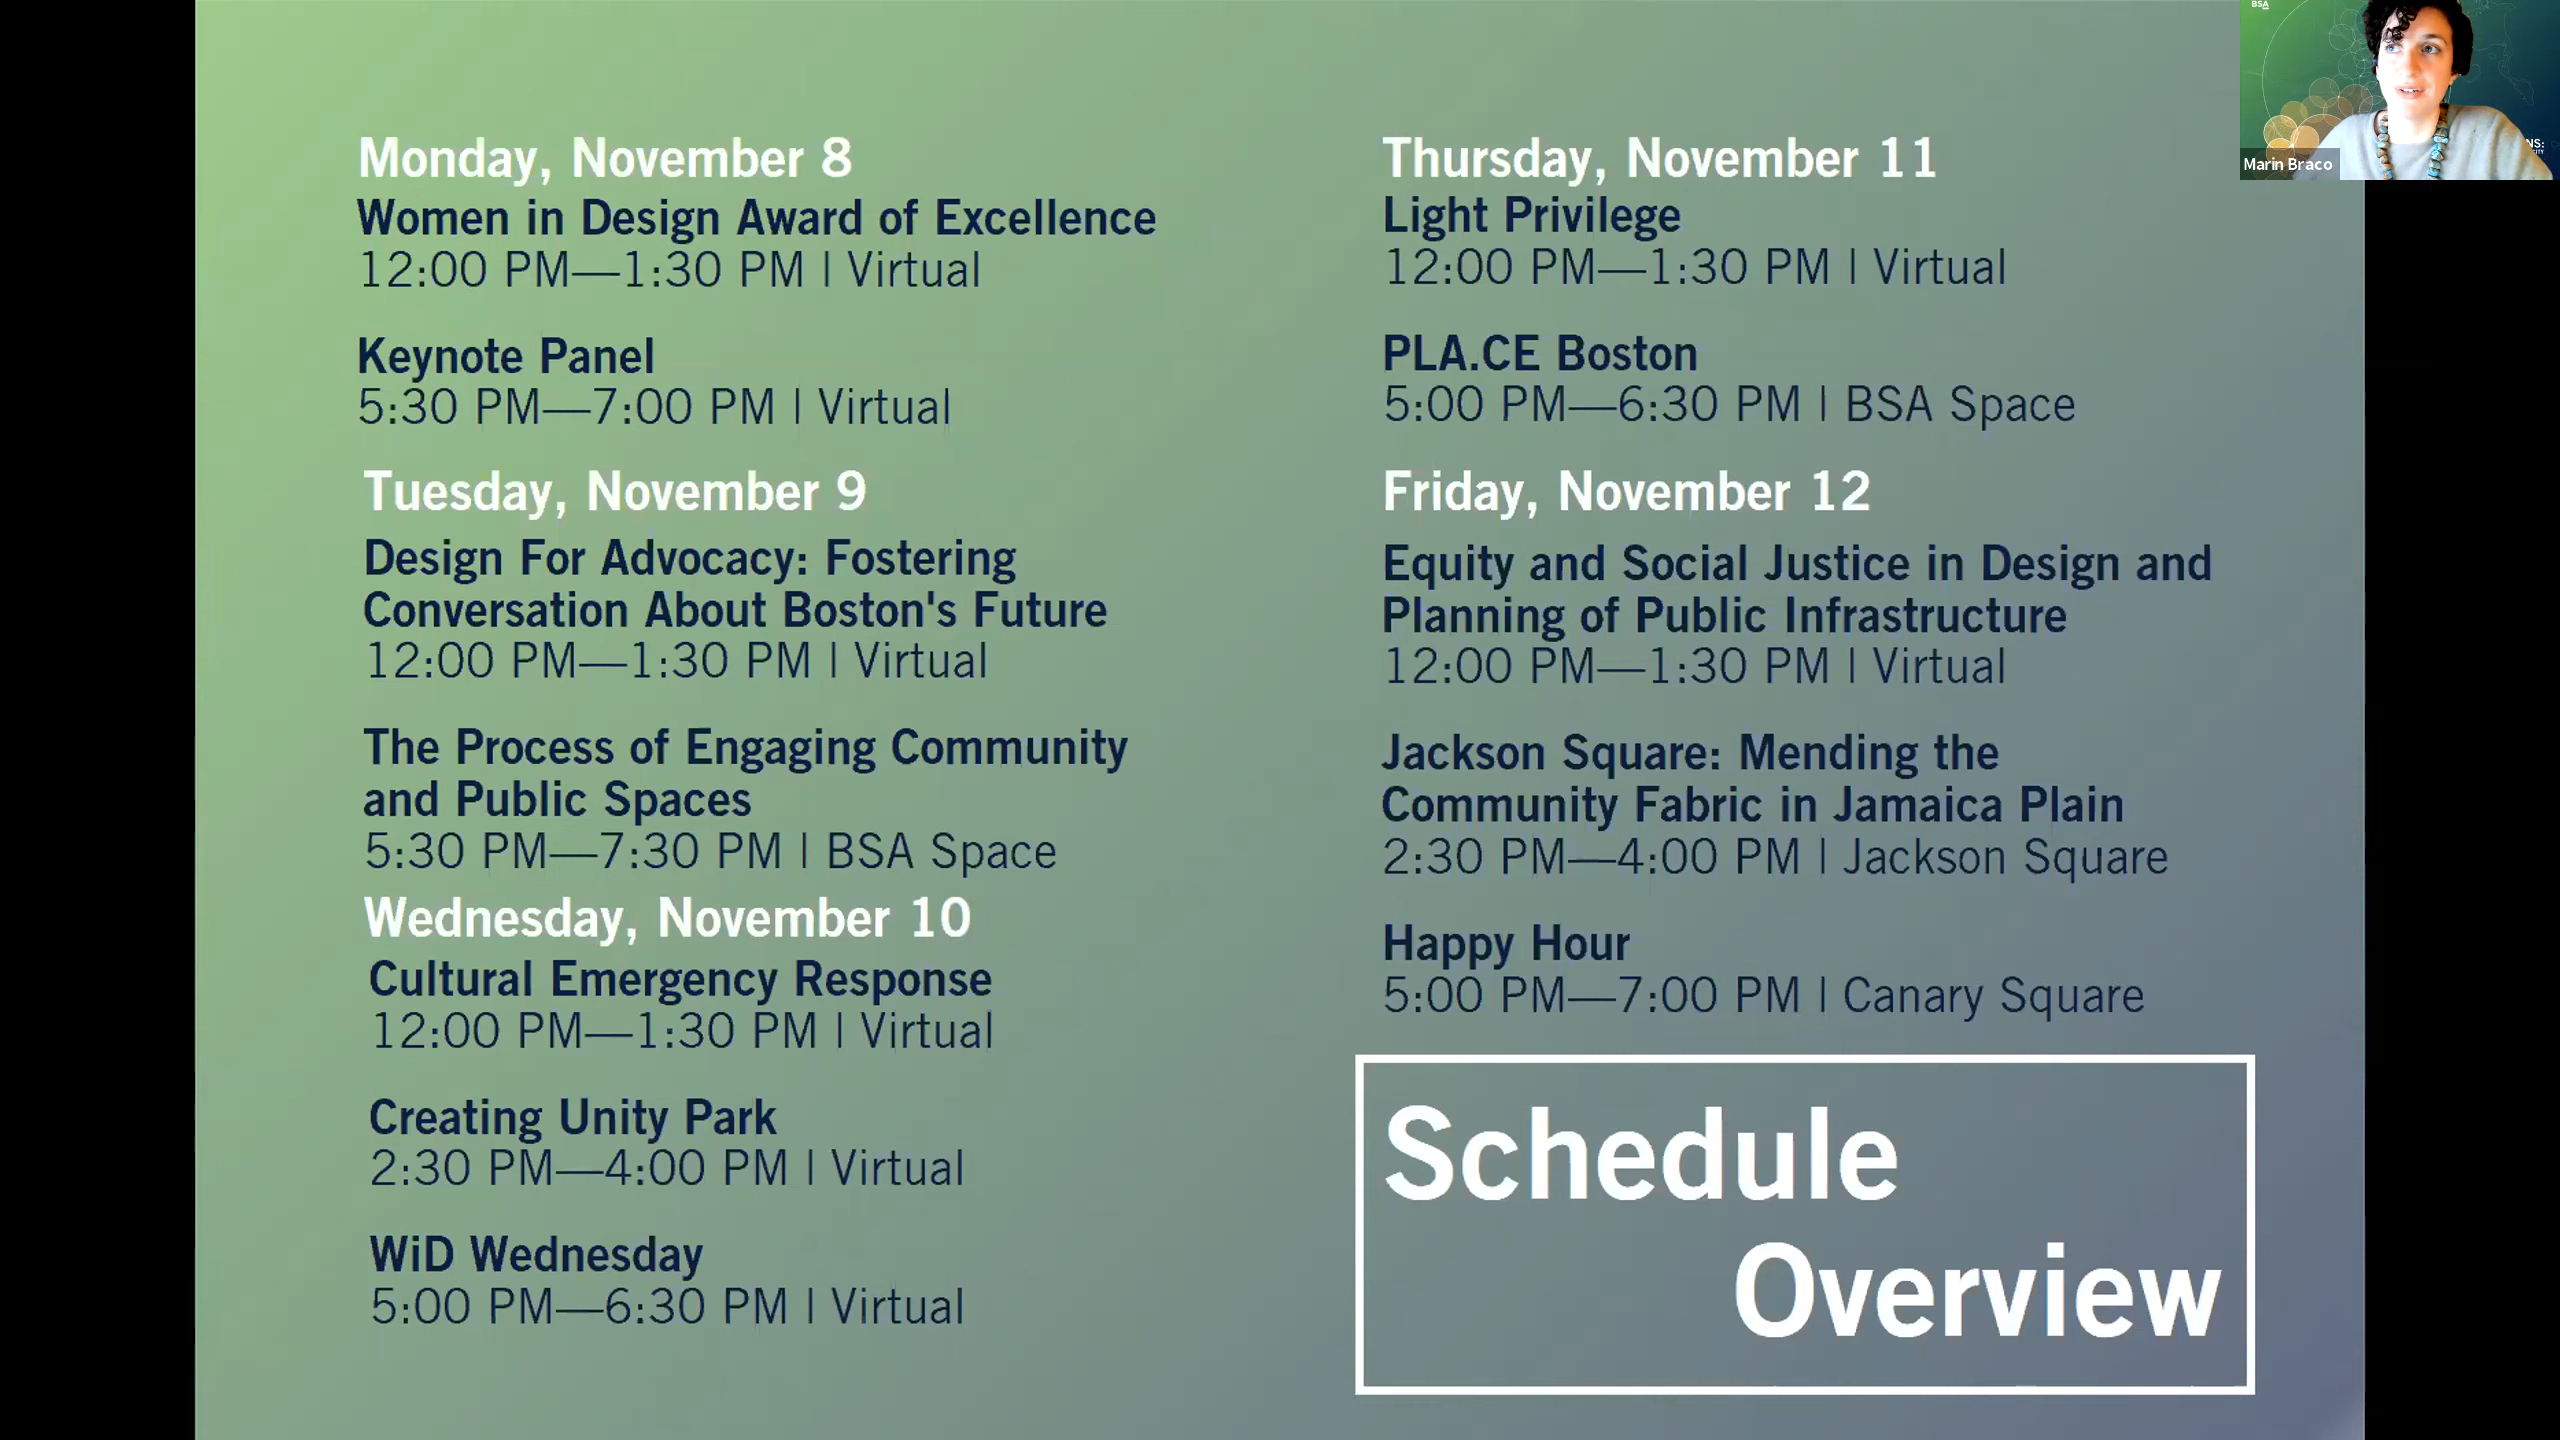 Monday, November 8
Women in Design Award of Excellence
12:00 PM—1:30 PM | Virtual
Keynote Panel
5:30 PM—7:00 PM | Virtual
Tuesday, November 9
Design For Advocacy: Fostering
Conversation About Boston's Future
12:00 PM—1:30 PM | Virtual
The Process of Engaging Community
and Public Spaces
5:30 PM—7:30 PM | BSA Space
Wednesday, November 10
Cultural Emergency Response
12:00 PM—1:30 PM | Virtual
Creating Unity Park
2:30 PM—4:00 PM | Virtual
WiD Wednesday
5:00 PM—6:30 PM | Virtual
Thursday, November 11
Light Privilege
12:00 PM—1:30 PM | Virtual
PLA.CE Boston
5:00 PM—6:30 PM | BSA Space
Friday, November 12
Equity and Social Justice in Design and
Planning of Public Infrastructure
12:00 PM—1:30 PM | Virtual
Jackson Square: Mending the
Community Fabric in Jamaica Plain
2:30 PM—4:00 PM | Jackson Square
Happy Hour
5:00 PM—7:00 PM | Canary Square
Schedule
Overview
BSA
Marin Braco